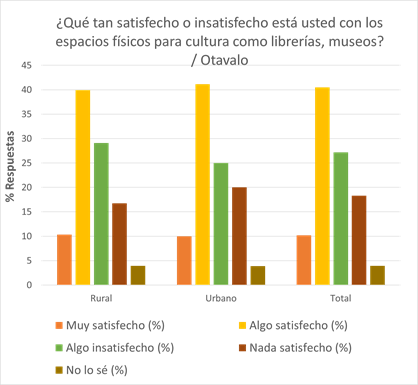 ¿Qué tan satisfecho o insatisfecho está usted con los
espacios físicos para cultura como librerías, museos?
/ Otavalo
% Respuestas
45
40
35
30
25
20
15
10
5
0
Rural Urbano Total
Muy satisfecho (%) Algo satisfecho (%)
Algo insatisfecho (%) Nada satisfecho (%)
No lo sé (%)